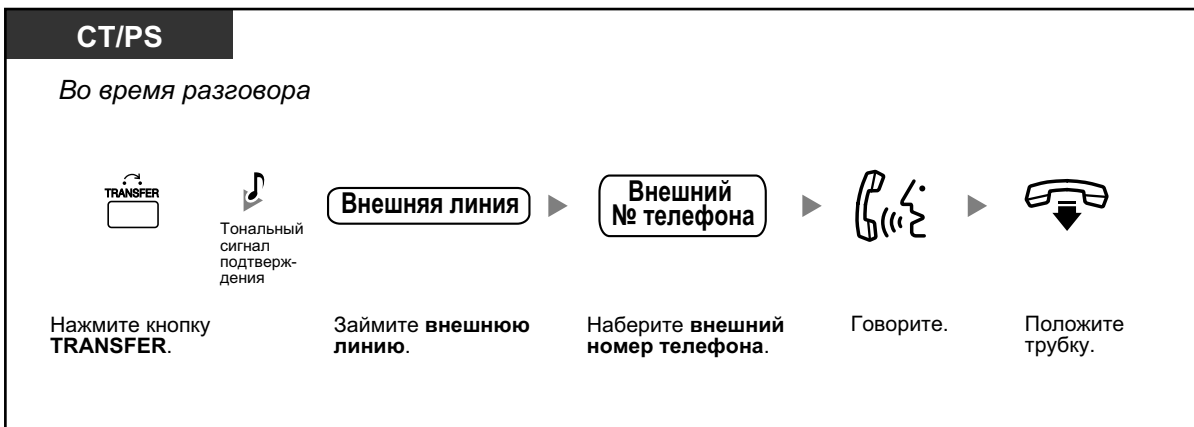 CT/PS
Во время разговора
TRANSFER
Тональный
сигнал
подтверж-
дения
Внешняя линия
Внешний
№ телефона
Нажмите кнопку
TRANSFER.
Займите внешнюю
линию.
Наберите внешний
номер телефона.
Говорите.
Положите
трубку.